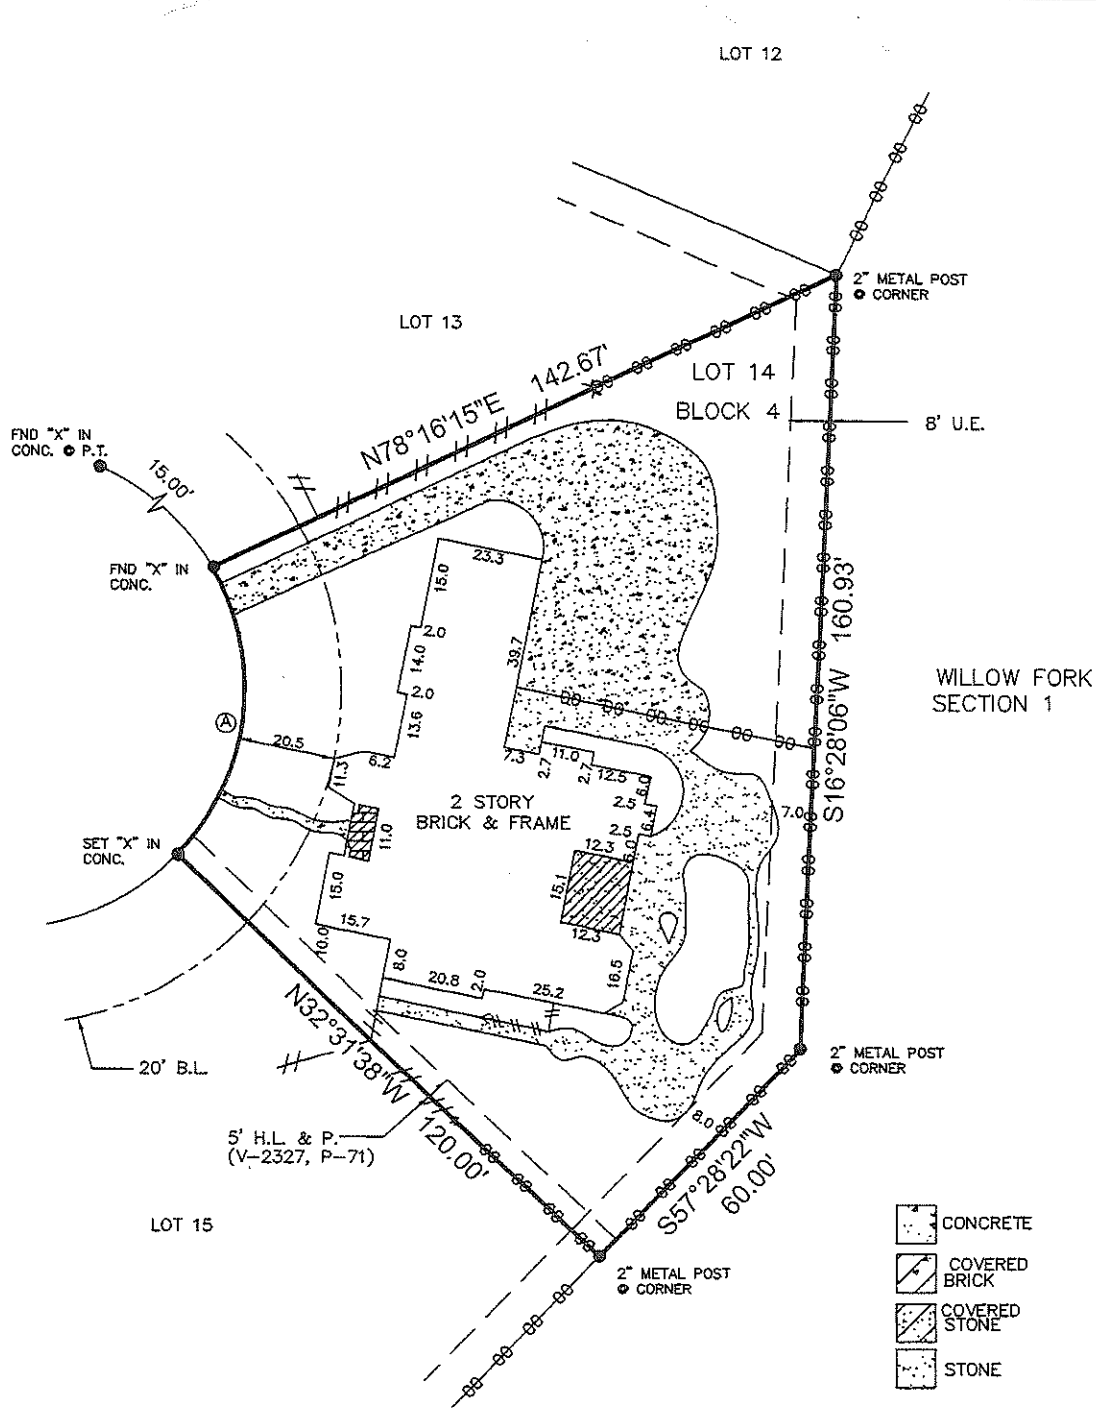 LOT 12
2" METAL POST
@ CORNER
LOT 13
N78°16'15"E 142.67'
LOT 14
BLOCK 4
8' U.E.
FND "X" IN
CONC. @ P.T.
15.00'
FND "X" IN
CONC.
23.3
15.0
2.0
14.0
39.7
2.0
13.6
S16°28'06"W 160.93'
WILLOW FORK
SECTION 1
A
20.5
6.2
7.3
2.7
11.0
2.7
12.5
6.0
11.3
2.5
6.4
7.0
2 STORY
BRICK & FRAME
11.0
2.5
6.0
SET "X" IN
CONC.
12.3
15.0
15.1
15.7
12.3
10.0
8.0
20.8
2.0
25.2
16.5
N32°31'38"W 120.00'
20' B.L.
2" METAL POST
@ CORNER
8.0
5' H.L. & P.
(V-2327, P-71)
S57°28'22"W
60.00'
LOT 15
2" METAL POST
@ CORNER
CONCRETE
COVERED
BRICK
COVERED
STONE
STONE